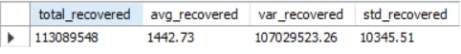 total_recovered avg_recovered var_recovered std_recovered
113089548 1442.73 107029523.26 10345.51